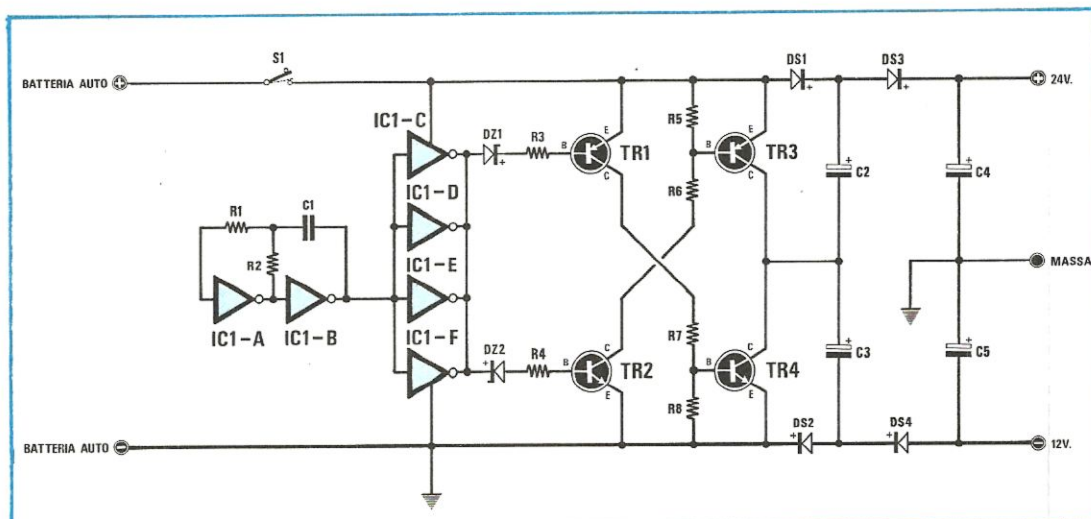 S1
DS1
DS3
BATTERIA AUTO +
+ 24V.
IC1-C
DZ1
R3
R5
E
B
TR1
C
E
B
TR3
C
+
C2
+
C4
IC1-D
R6
R1
C1
IC1-E
R2
MASSA
IC1-A
IC1-B
IC1-F
R7
DZ2
R4
C
B
TR2
E
C
B
TR4
E
+
C3
+
C5
R8
DS2
DS4
BATTERIA AUTO -
- 12V.